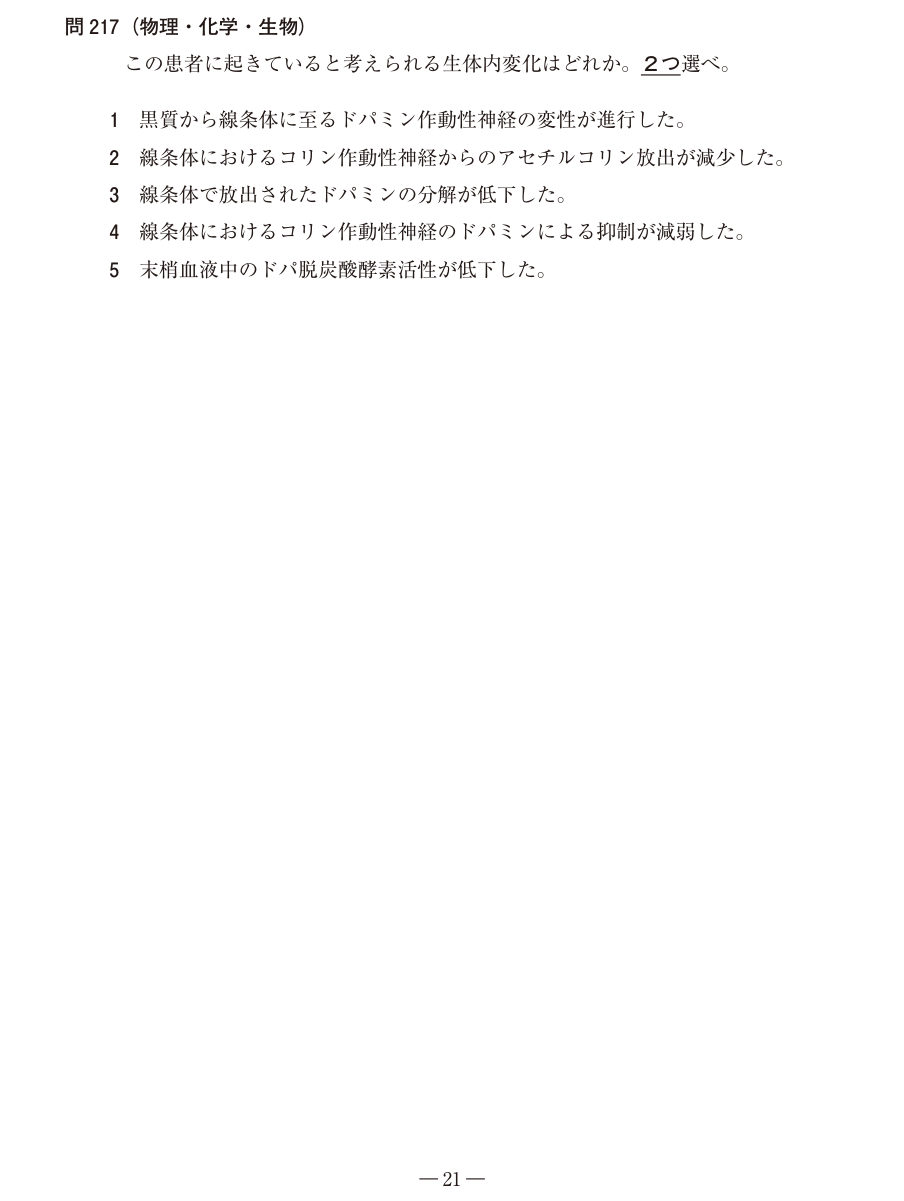 問 217（物理・化学・生物）
この患者に起きていると考えられる生体内変化はどれか。２つ選べ。
1 黒質から線条体に至るドパミン作動性神経の変性が進行した。
2 線条体におけるコリン作動性神経からのアセチルコリン放出が減少した。
3 線条体で放出されたドパミンの分解が低下した。
4 線条体におけるコリン作動性神経のドパミンによる抑制が減弱した。
5 末梢血液中のドパ脱炭酸酵素活性が低下した。
— 21 —